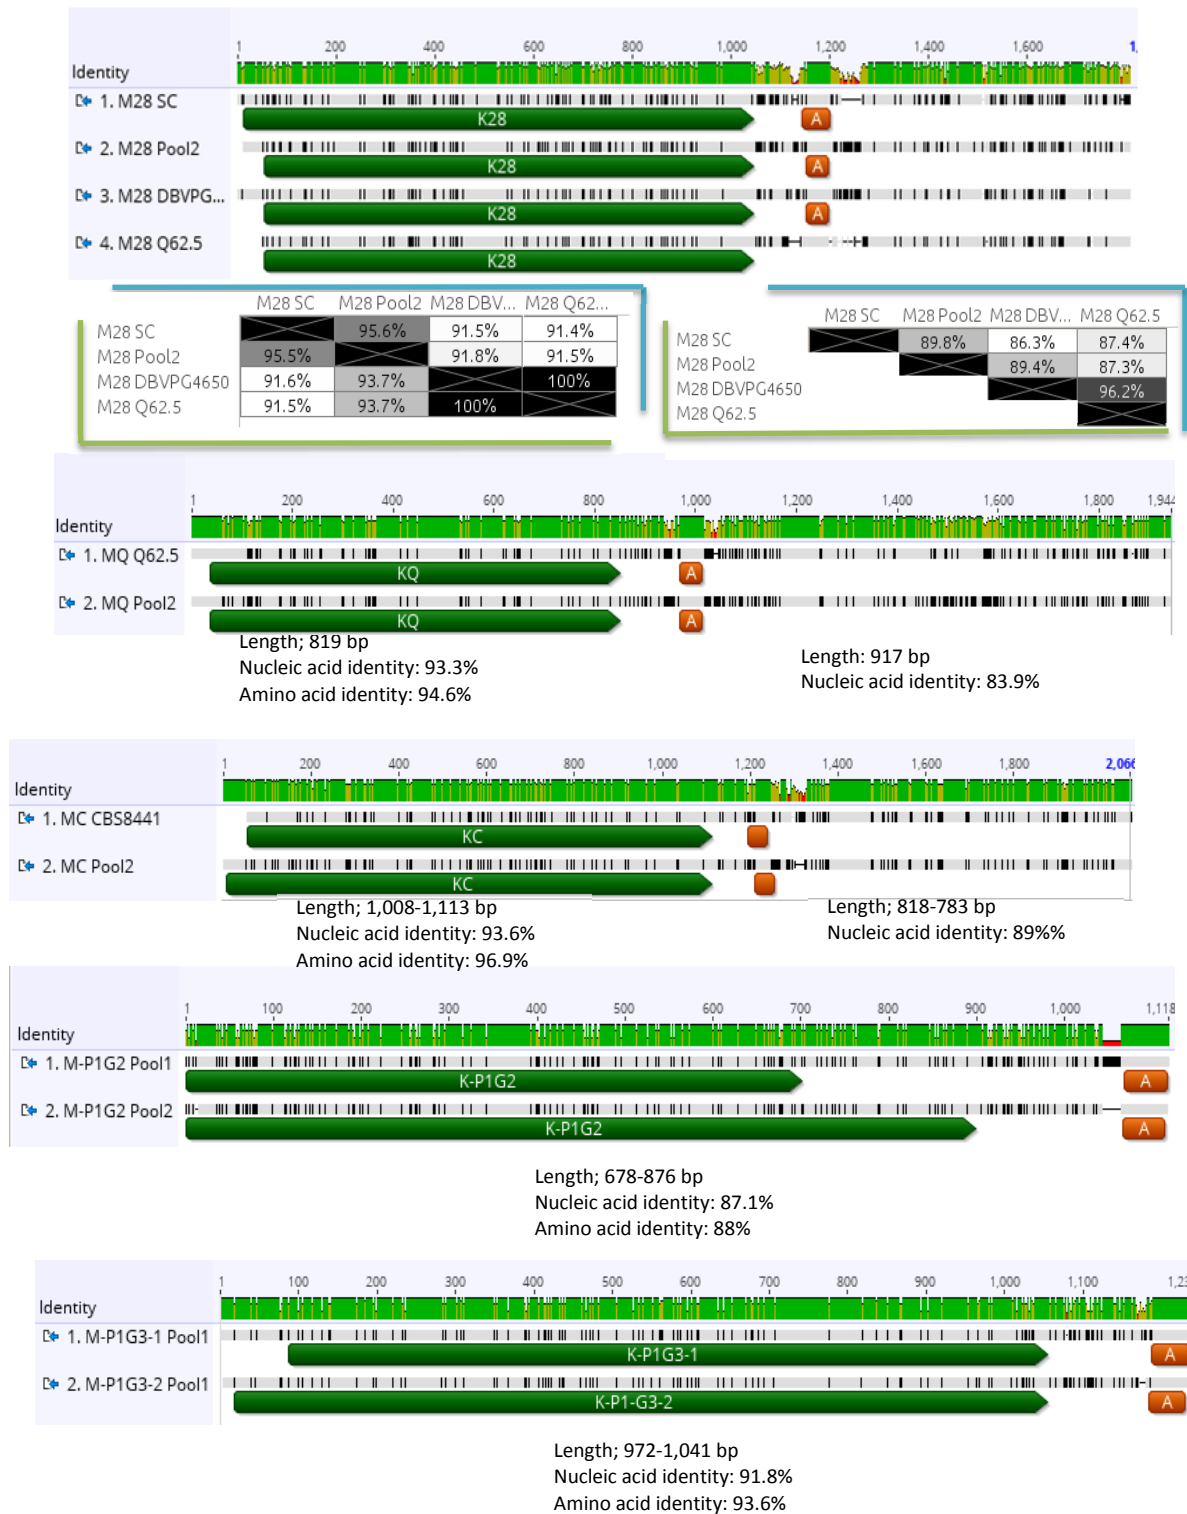 1 200 400 600 800 1,000 1,200 1,400 1,600 1,
Identity
1. M28 SC
K28 A
2. M28 Pool2
K28 A
3. M28 DBVPG...
K28 A
4. M28 Q62.5
K28
M28 SC M28 Pool2 M28 DBV... M28 Q62...
M28 SC 95.6% 91.5% 91.4%
M28 Pool2 95.5% 91.8% 91.5%
M28 DBVPG4650 91.6% 93.7% 100%
M28 Q62.5 91.5% 93.7% 100%
M28 SC M28 Pool2 M28 DBV... M28 Q62.5
M28 SC 89.8% 86.3% 87.4%
M28 Pool2 89.4% 87.3%
M28 DBVPG4650 96.2%
M28 Q62.5
1 200 400 600 800 1,000 1,200 1,400 1,600 1,800 1,944
Identity
1. MQ Q62.5
KQ A
2. MQ Pool2
KQ A
Length; 819 bp
Nucleic acid identity: 93.3%
Amino acid identity: 94.6%
Length: 917 bp
Nucleic acid identity: 83.9%
1 200 400 600 800 1,000 1,200 1,400 1,600 1,800 2,066
Identity
1. MC CBS8441
KC
2. MC Pool2
KC
Length; 1,008-1,113 bp
Nucleic acid identity: 93.6%
Amino acid identity: 96.9%
Length: 818-783 bp
Nucleic acid identity: 89%%
1 100 200 300 400 500 600 700 800 900 1,000 1,118
Identity
1. M-P1G2 Pool1
K-P1G2 A
2. M-P1G2 Pool2
K-P1G2 A
Length; 678-876 bp
Nucleic acid identity: 87.1%
Amino acid identity: 88%
1 100 200 300 400 500 600 700 800 900 1,000 1,100 1,23
Identity
1. M-P1G3-1 Pool1
K-P1G3-1 A
2. M-P1G3-2 Pool1
K-P1-G3-2 A
Length; 972-1,041 bp
Nucleic acid identity: 91.8%
Amino acid identity: 93.6%